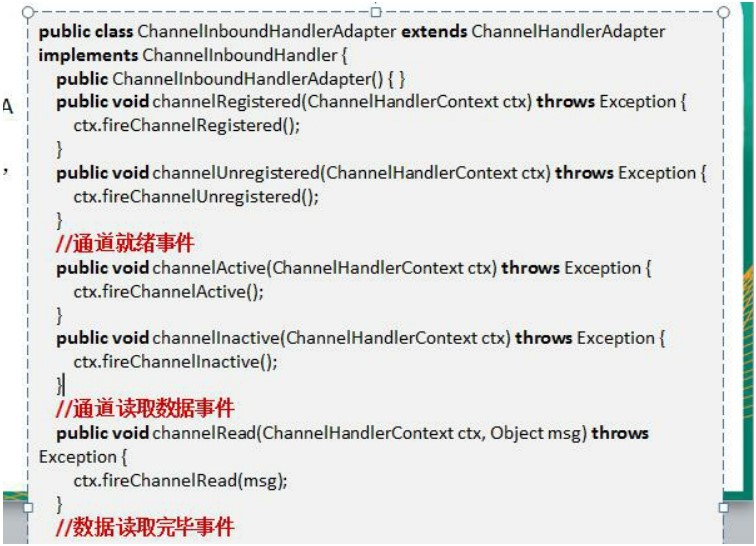 public class ChannelInboundHandlerAdapter extends ChannelHandlerAdapter
implements ChannelInboundHandler {
public ChannelInboundHandlerAdapter() { }
public void channelRegistered(ChannelHandlerContext ctx) throws Exception {
ctx.fireChannelRegistered();
}
public void channelUnregistered(ChannelHandlerContext ctx) throws Exception {
ctx.fireChannelUnregistered();
}
//通道就绪事件
public void channelActive(ChannelHandlerContext ctx) throws Exception {
ctx.fireChannelActive();
}
public void channelInactive(ChannelHandlerContext ctx) throws Exception {
ctx.fireChannelInactive();
}
//通道读取数据事件
public void channelRead(ChannelHandlerContext ctx, Object msg) throws
Exception {
ctx.fireChannelRead(msg);
}
//数据读取完毕事件